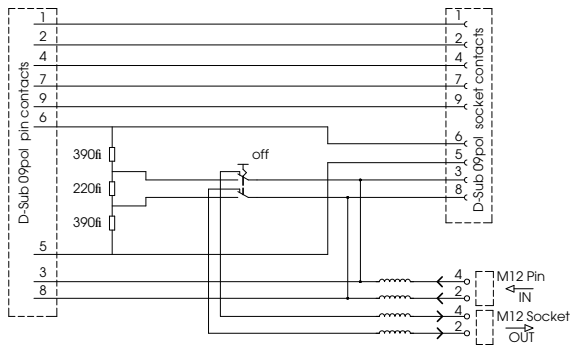 D-Sub 09pol pin contacts
1
2
4
7
9
6
5
3
8
390fi
220fi
390fi
off
1
2
4
7
9
6
5
3
8
D-Sub 09pol socket contacts
4 M12 Pin
2 IN
4 M12 Socket
2 OUT